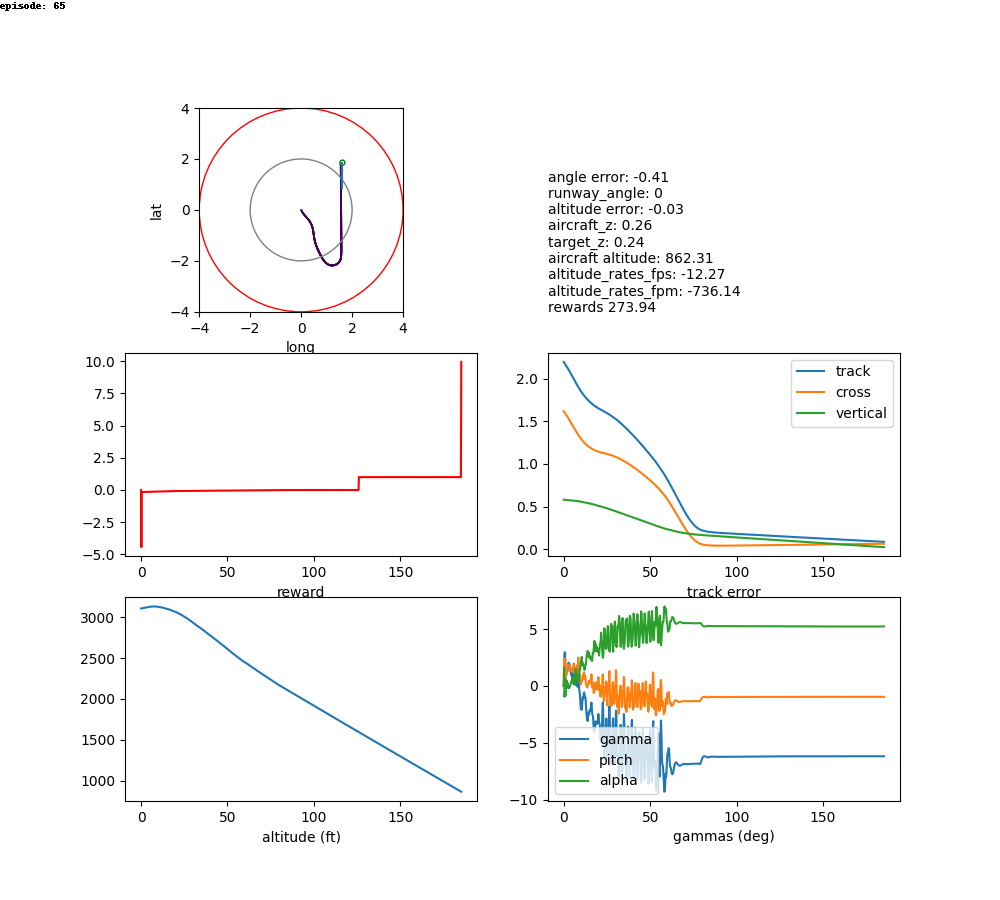 episode: 65
4
2
0
−2
−4
lat
−4
−2
0
2
4
long
angle error: -0.41
runway_angle: 0
altitude error: -0.03
aircraft_z: 0.26
target_z: 0.24
aircraft altitude: 862.31
altitude_rates_fps: -12.27
altitude_rates_fpm: -736.14
rewards 273.94
10.0
7.5
5.0
2.5
0.0
−2.5
−5.0
0
50
100
150
reward
2.0
1.5
1.0
0.5
0.0
track
cross
vertical
0
50
100
150
track error
3000
2500
2000
1500
1000
0
50
100
150
altitude (ft)
5
0
−5
−10
gamma
pitch
alpha
0
50
100
150
gammas (deg)